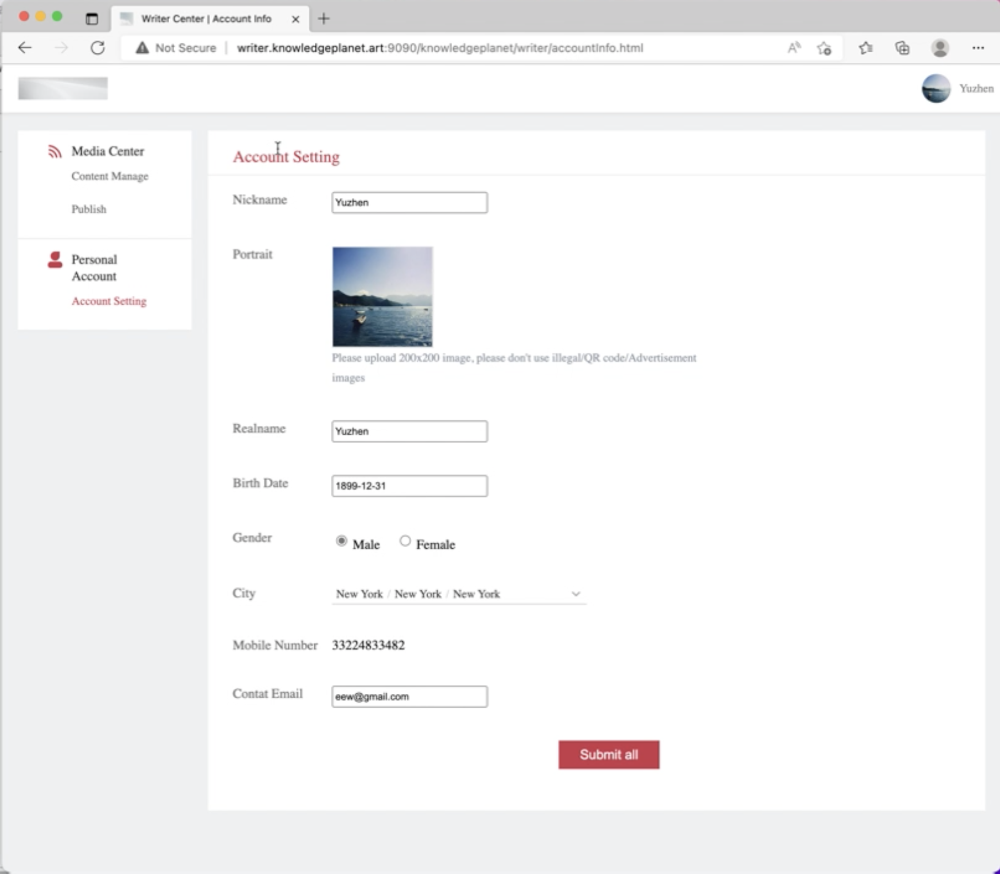 Writer Center | Account Info
Not Secure
writer.knowledgeplanet.art:9090/knowledgeplanet/writer/accountInfo.html
Yuzhen
Media Center
Content Manage
Publish
Personal
Account
Account Setting
Account Setting
Nickname
Yuzhen
Portrait
Please upload 200x200 image, please don't use illegal/QR code/Advertisement
images
Realname
Yuzhen
Birth Date
1899-12-31
Gender
Male
Female
City
New York / New York / New York
Mobile Number
33224833482
Contat Email
eew@gmail.com
Submit all